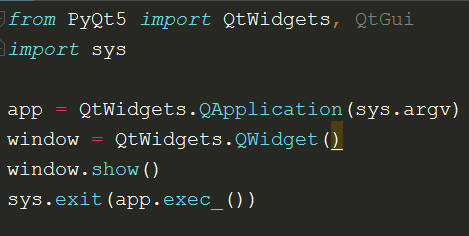 from PyQt5 import QtWidgets, QtGui
import sys
app = QtWidgets.QApplication(sys.argv)
window = QtWidgets.QWidget()
window.show()
sys.exit(app.exec_())